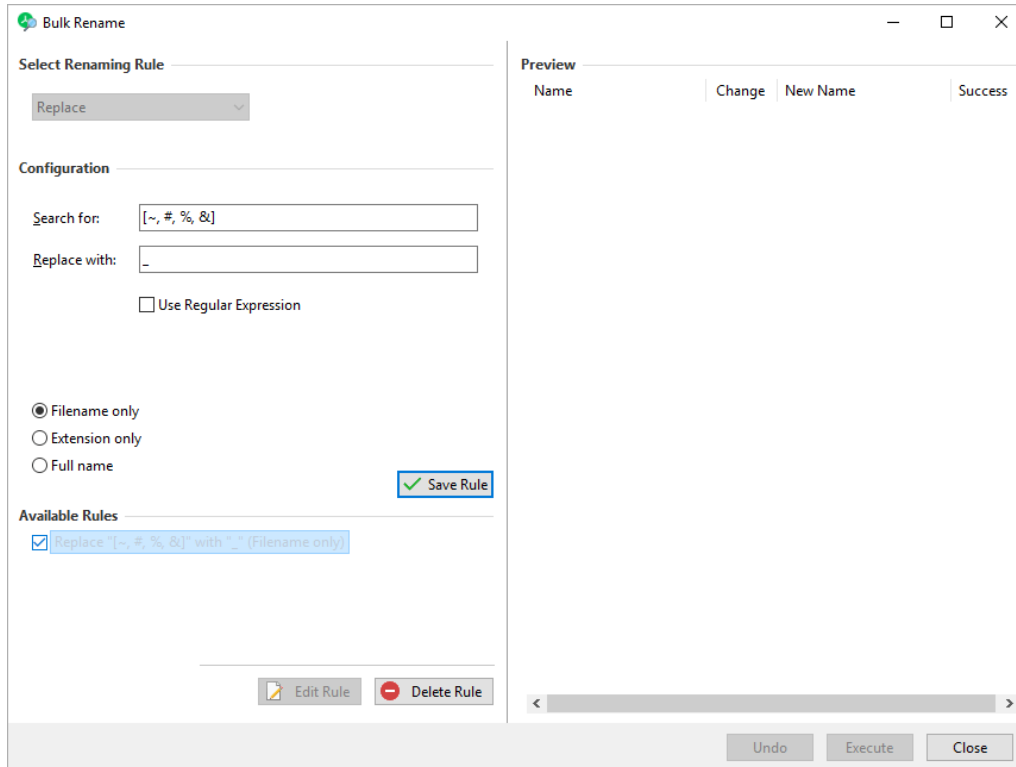 Bulk Rename
Select Renaming Rule
Replace
Configuration
Search for: [~, #, %, &]
Replace with: _
Use Regular Expression
Filename only
Extension only
Full name
Save Rule
Available Rules
Replace "[~, #, %, &]" with "_" (Filename only)
Edit Rule Delete Rule
Preview
Name Change New Name Success
Undo Execute Close